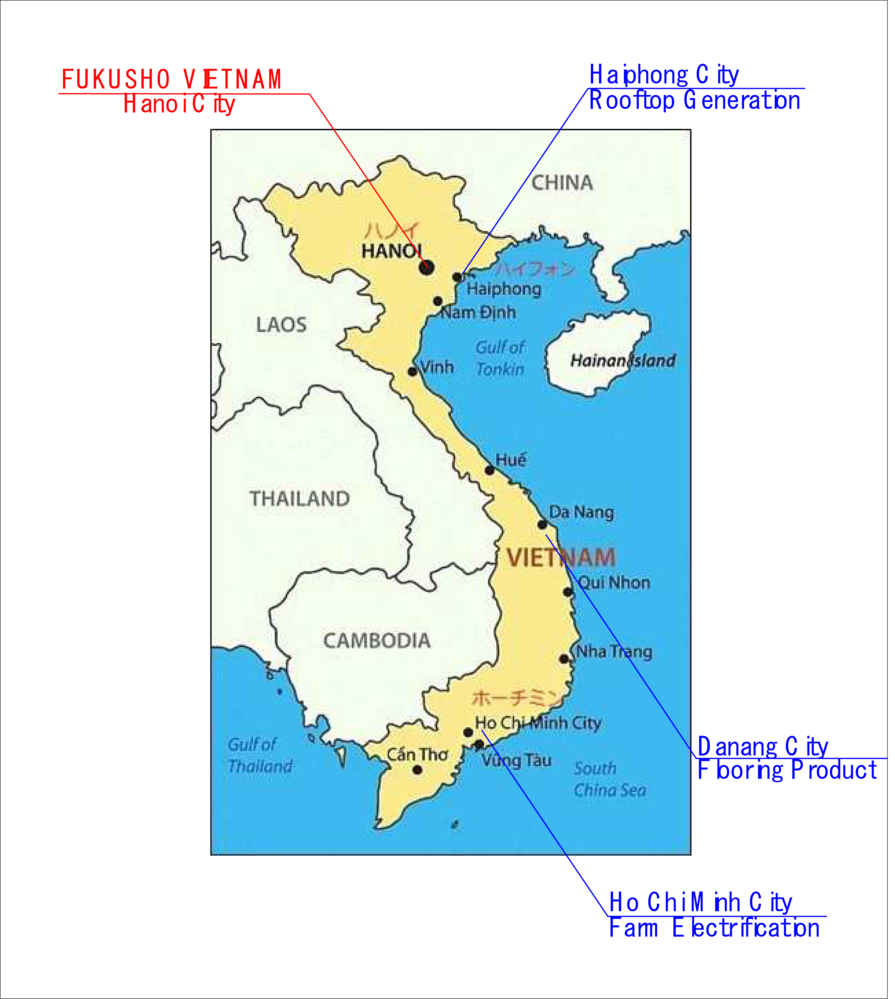 FUKUSHO VIETNAM
Hanoi City
Haiphong City
Rooftop Generation
CHINA
ハノイ
HANOI
ハイフォン
Haiphong
Nam Định
LAOS
Gulf of
Tonkin
Hainan Island
Vinh
Huế
THAILAND
Da Nang
VIETNAM
Qui Nhon
CAMBODIA
Nha Trang
ホーチミン
Ho Chi Minh City
Gulf of
Thailand
Cần Thơ
Vũng Tàu
South
China Sea
Danang City
Flooring Product
Ho Chi Minh City
Farm Electrification